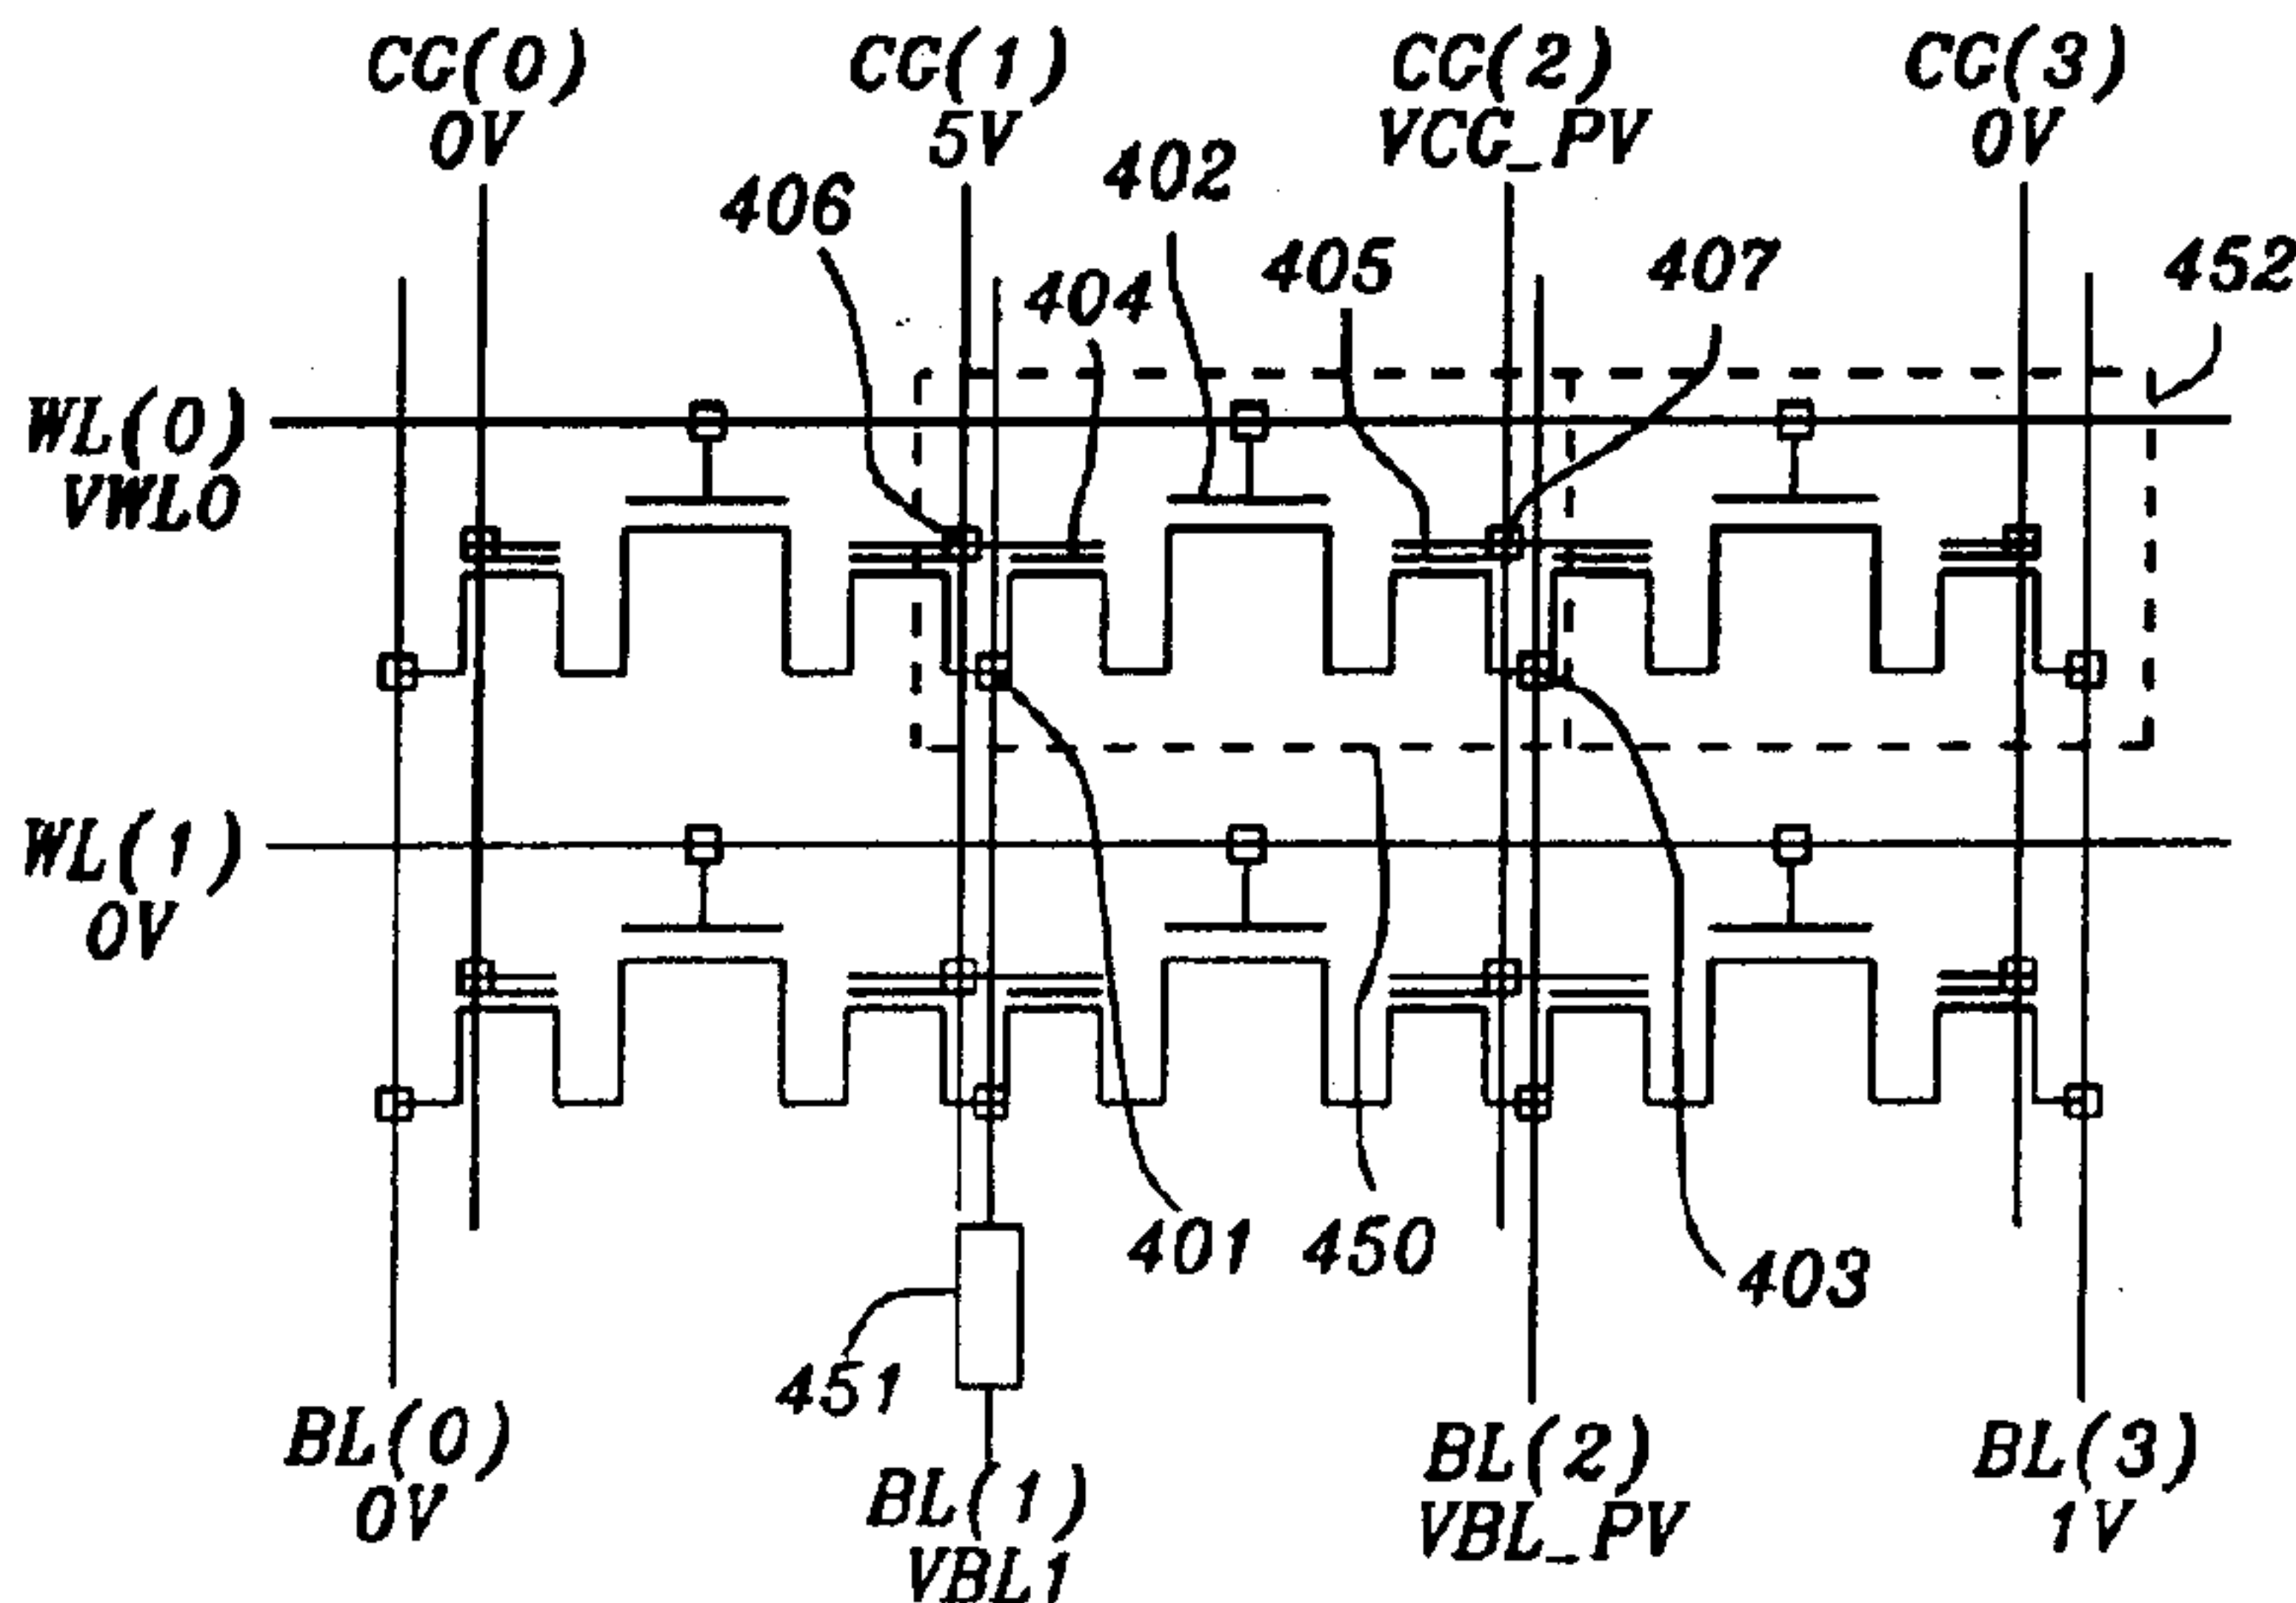 CG(0)
0V
CG(1)
5V
CG(2)
VCG_PV
CG(3)
0V
406
402
404
405
407
452
WL(0)
VWL0
WL(1)
0V
401
450
403
451
BL(0)
0V
BL(1)
VBL1
BL(2)
VBL_PV
BL(3)
1V